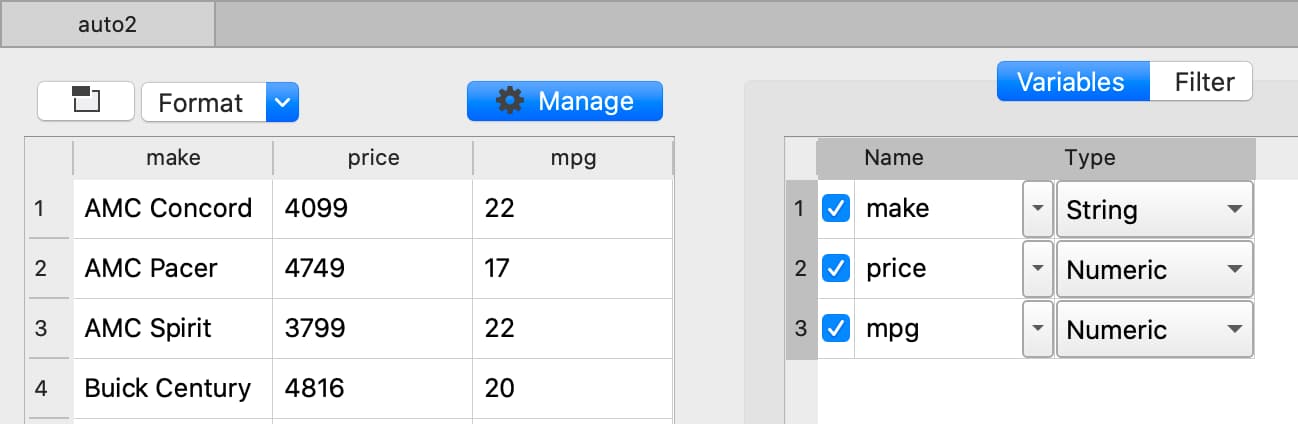 auto2
Format
Manage
Variables
Filter
make price mpg
1 AMC Concord 4099 22
2 AMC Pacer 4749 17
3 AMC Spirit 3799 22
4 Buick Century 4816 20
Name Type
1 make String
2 price Numeric
3 mpg Numeric